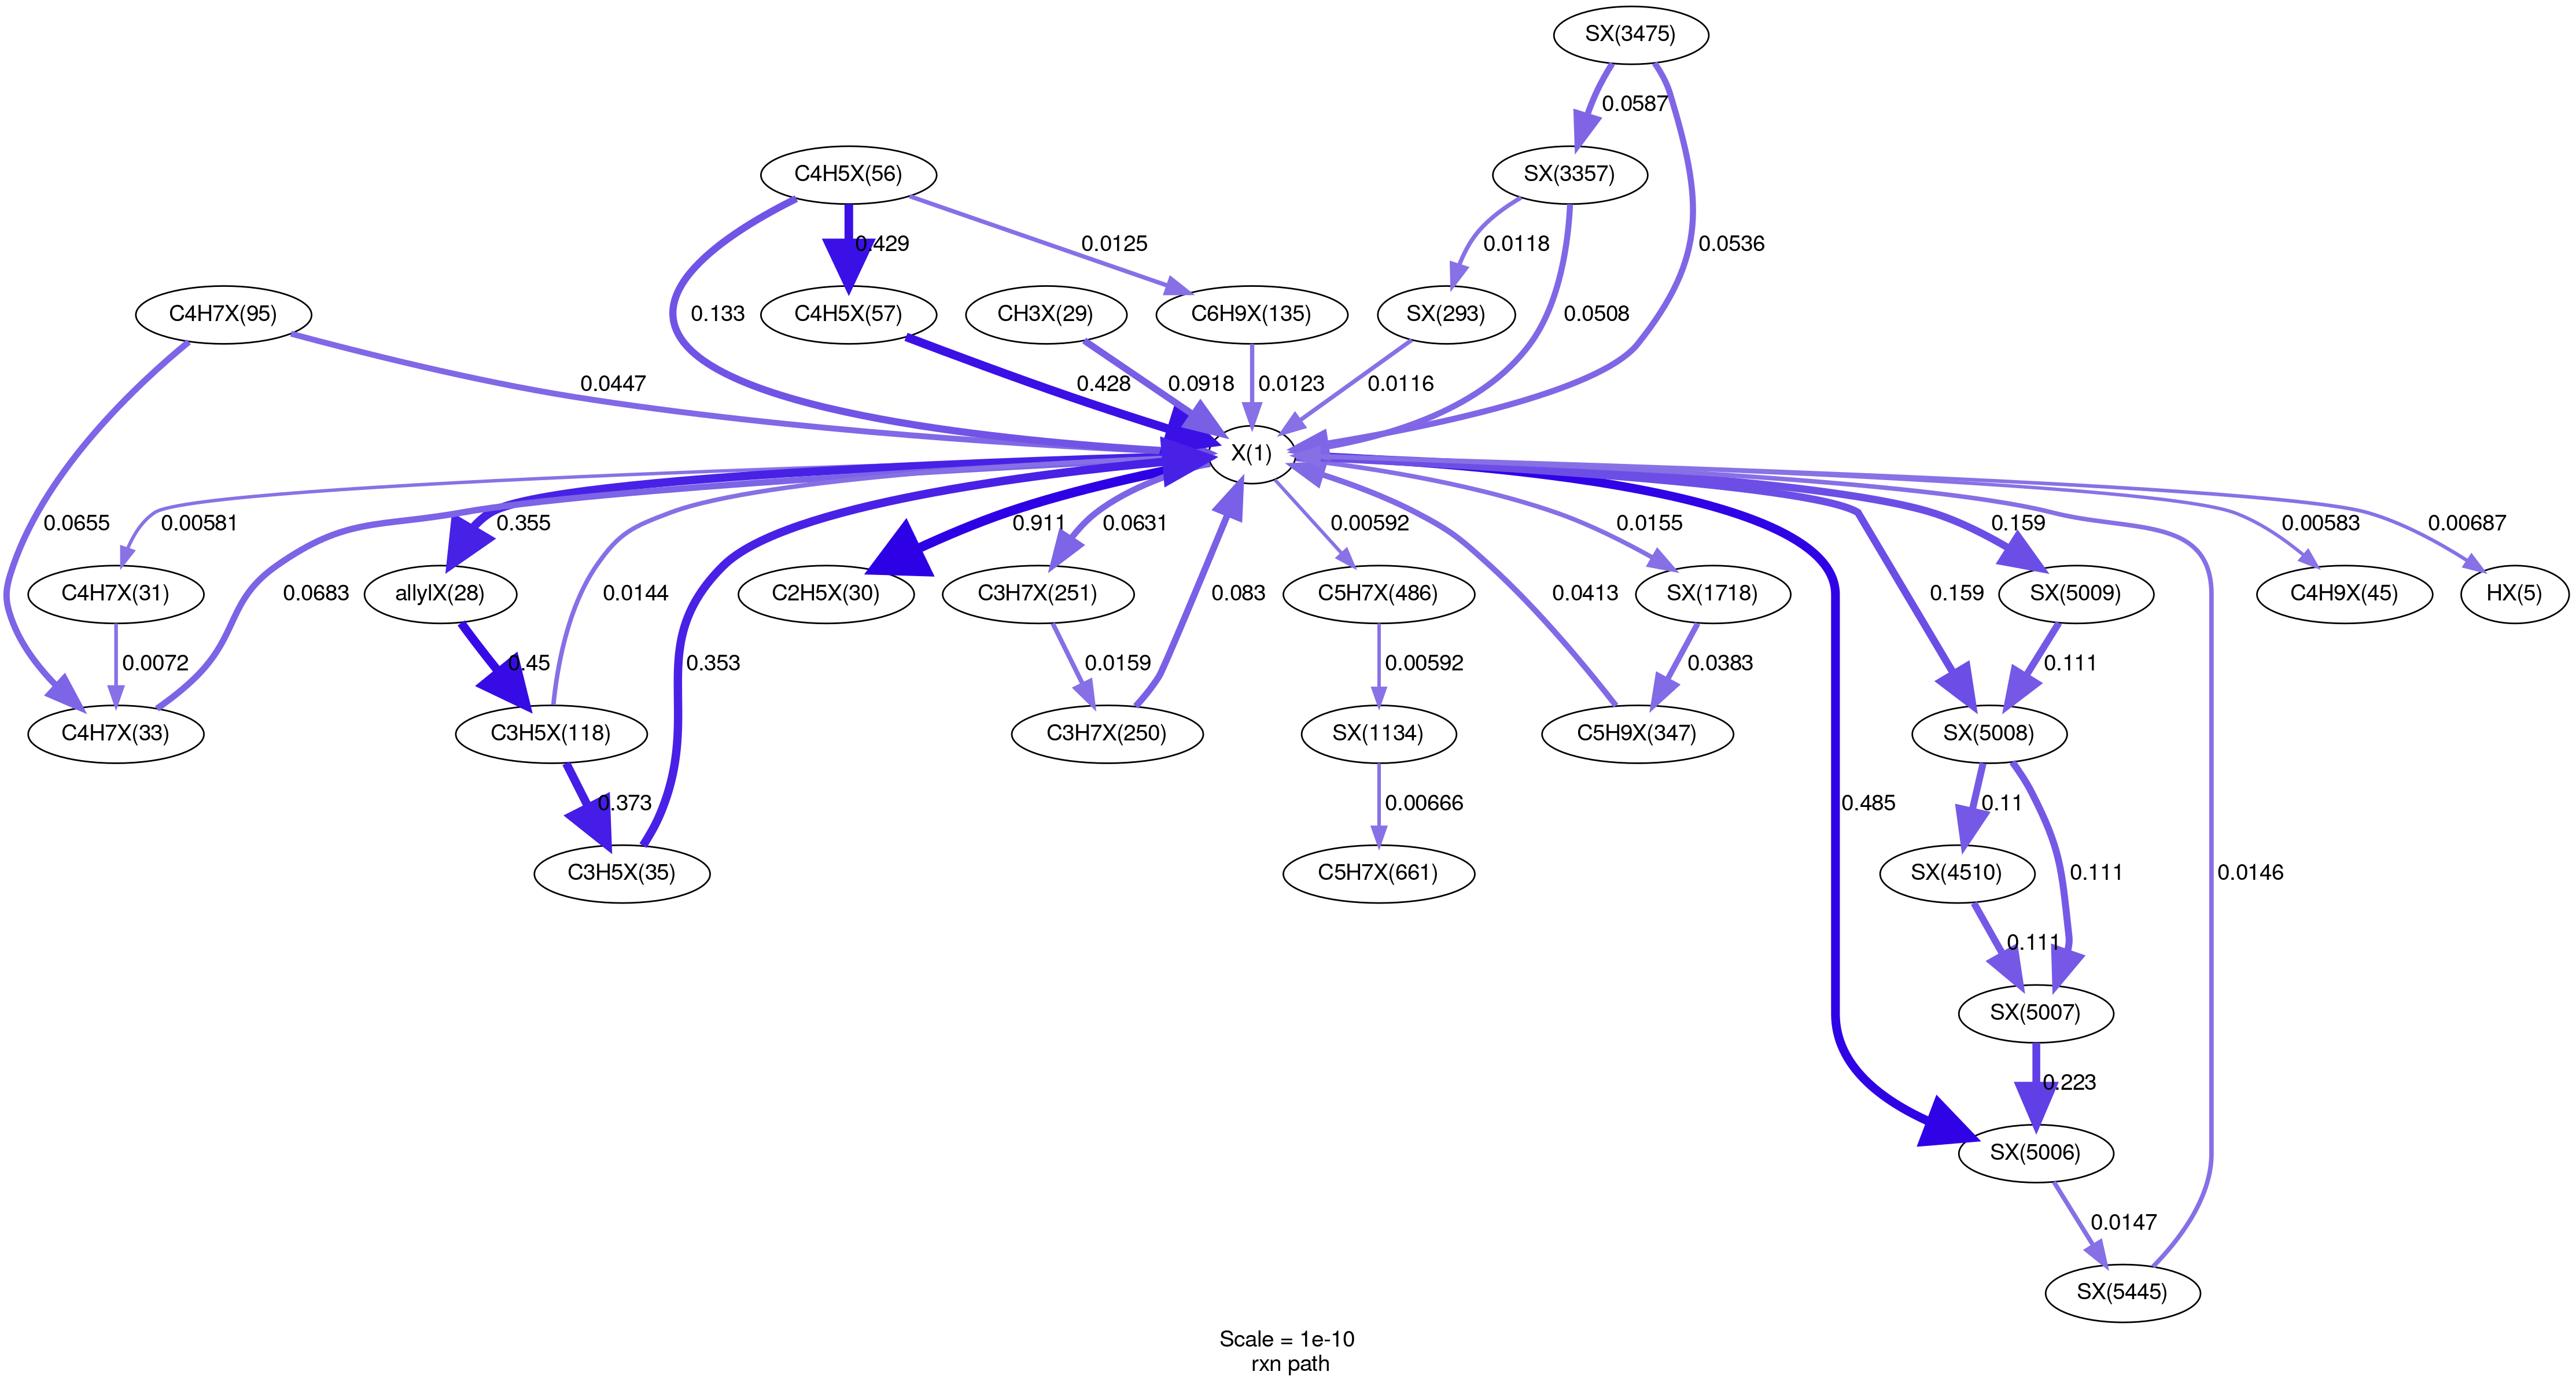 SX(3475)
0.0587
C4H5X(56)
SX(3357)
0.429
0.0125
0.0118
0.0536
C4H7X(95)
0.133
C4H5X(57)
CH3X(29)
C6H9X(135)
SX(293)
0.0508
0.0447
0.428
0.0918
0.0123
0.0116
X(1)
0.0655
0.00581
0.355
0.911
0.0631
0.00592
0.0155
0.159
0.00583
0.00687
C4H7X(31)
0.0683
allylX(28)
0.0144
C2H5X(30)
C3H7X(251)
0.083
C5H7X(486)
0.0413
SX(1718)
0.159
SX(5009)
C4H9X(45)
HX(5)
0.0072
0.45
0.0159
0.00592
0.0383
0.111
C4H7X(33)
C3H5X(118)
C3H7X(250)
SX(1134)
C5H9X(347)
SX(5008)
0.373
0.353
0.00666
0.485
0.11
0.111
0.0146
C3H5X(35)
C5H7X(661)
SX(4510)
0.111
SX(5007)
0.223
SX(5006)
0.0147
SX(5445)
Scale = 1e-10
rxn path